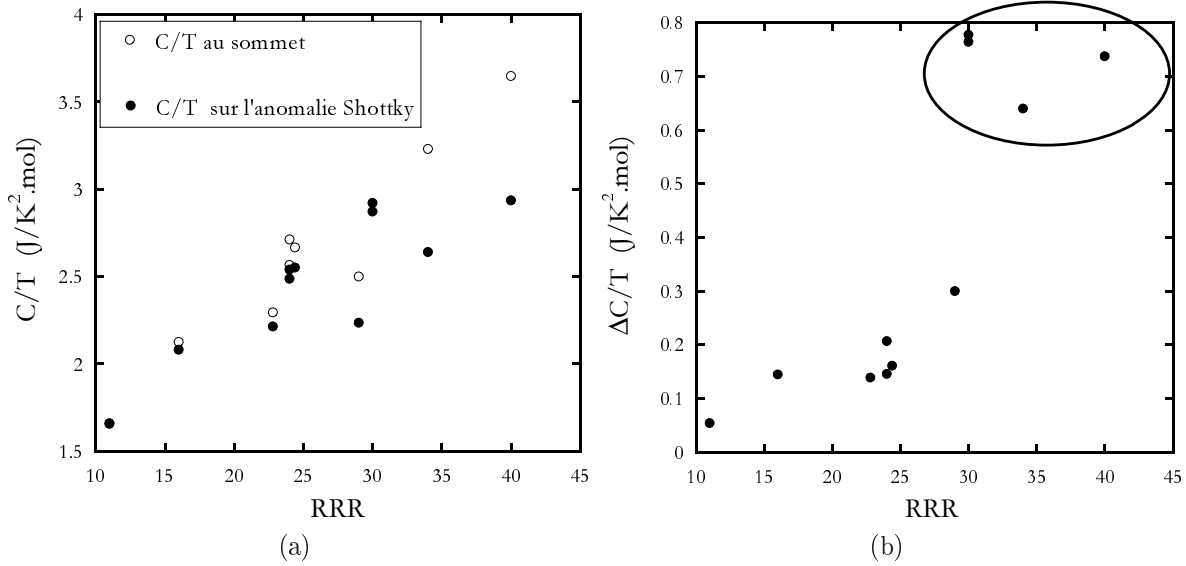 4
3.5
3
2.5
2
1.5
C/T (J/K².mol)
C/T au sommet
C/T sur l'anomalie Shottky
10 15 20 25 30 35 40 45
RRR
(a)
0.8
0.7
0.6
0.5
0.4
0.3
0.2
0.1
0
ΔC/T (J/K².mol)
10 15 20 25 30 35 40 45
RRR
(b)